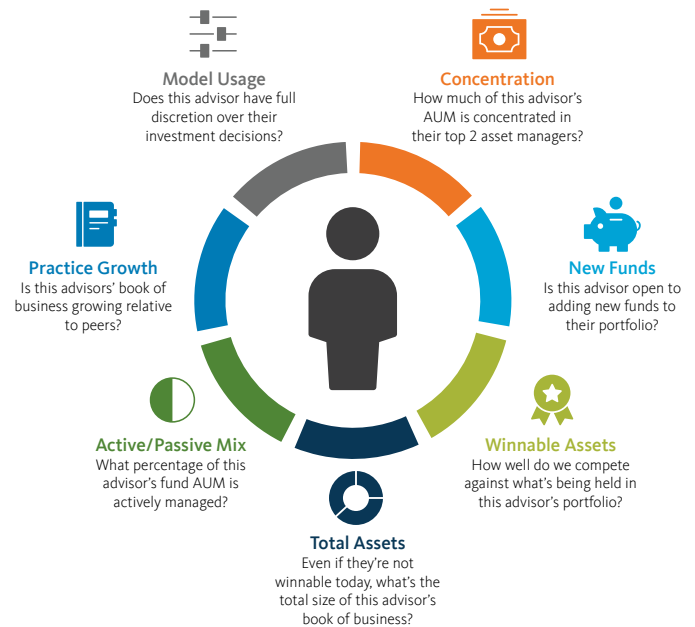 Model Usage
Does this advisor have full
discretion over their
investment decisions?
Concentration
How much of this advisor's
AUM is concentrated in
their top 2 asset managers?
Practice Growth
Is this advisors' book of
business growing relative
to peers?
New Funds
Is this advisor open to
adding new funds to
their portfolio?
Active/Passive Mix
What percentage of this
advisor's fund AUM is
actively managed?
Winnable Assets
How well do we compete
against what's being held in
this advisor's portfolio?
Total Assets
Even if they're not
winnable today, what's the
total size of this advisor's
book of business?